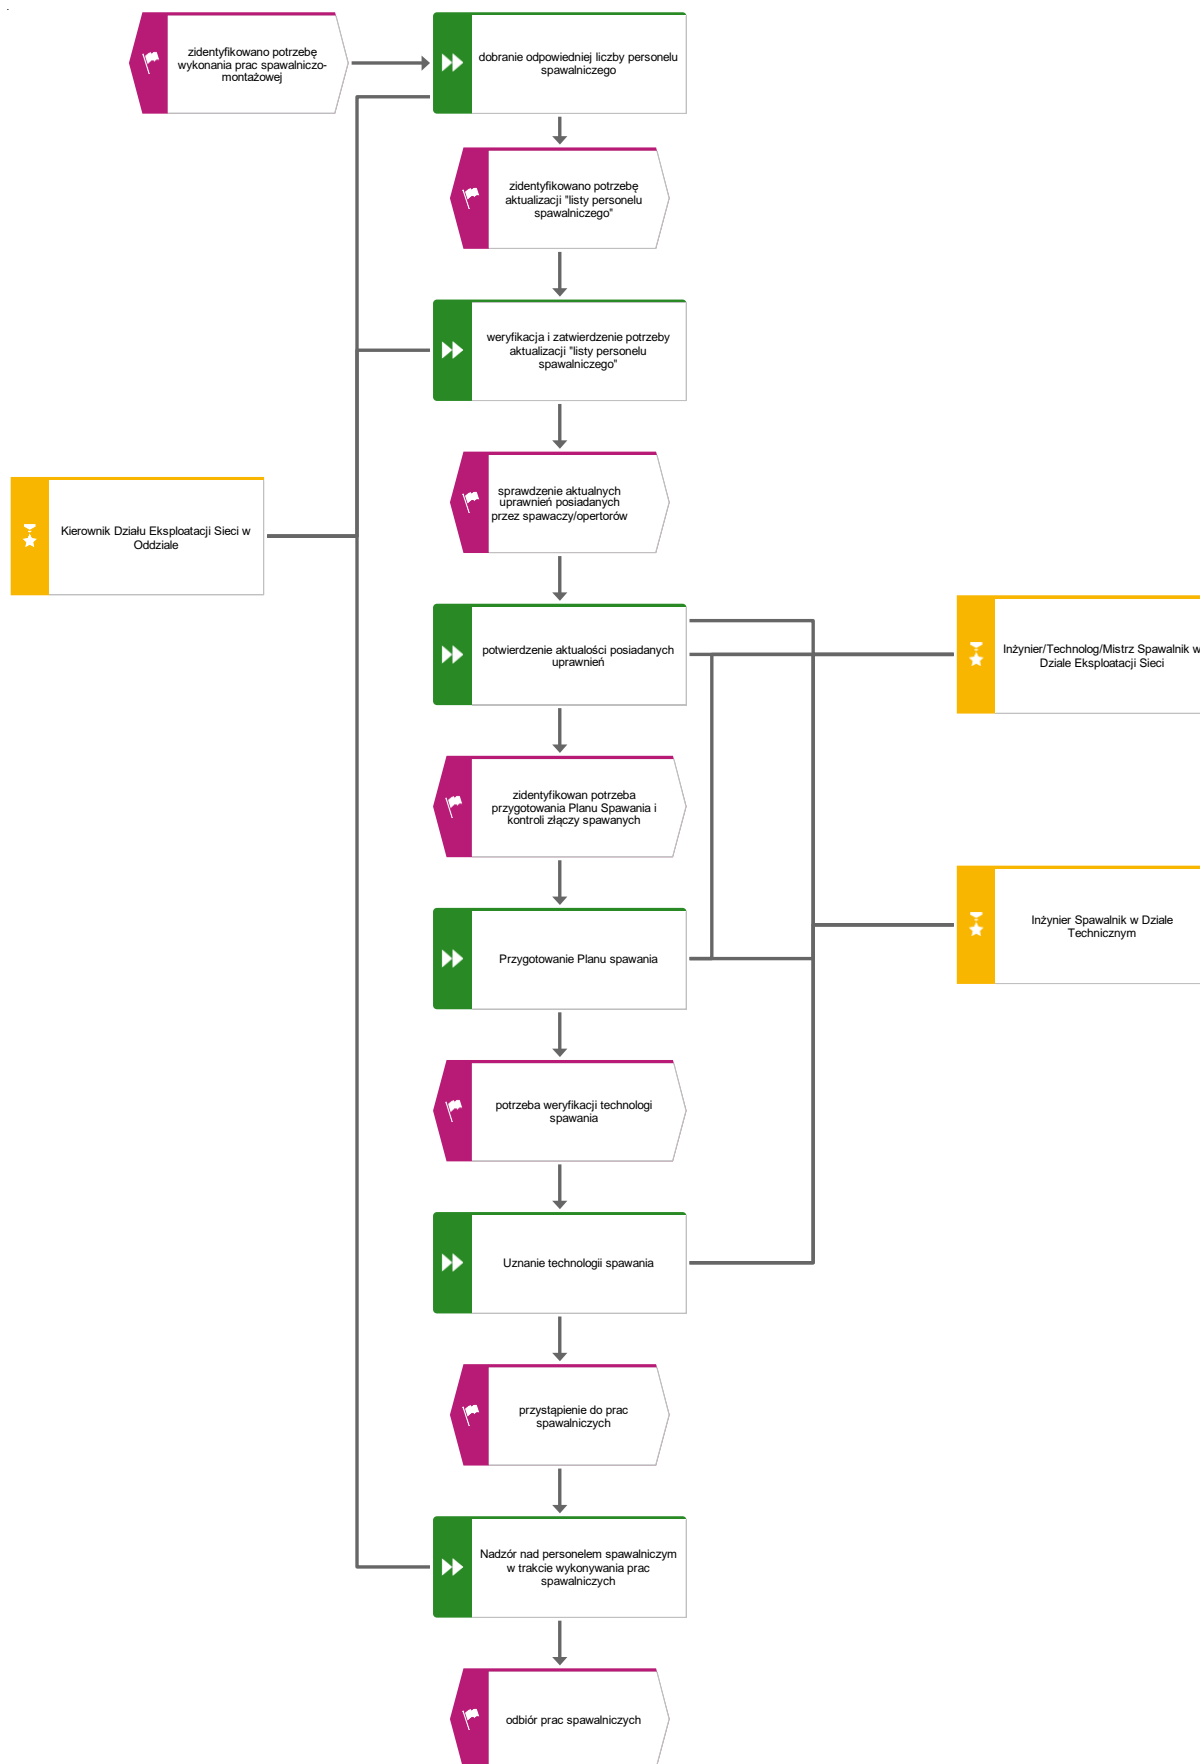 zidentyfikowano potrzebę
wykonania prac spawalniczo-
montażowej
dobranie odpowiedniej liczby personelu
spawalniczego
zidentyfikowano potrzebę
aktualizacji "listy personelu
spawalniczego"
weryfikacja i zatwierdzenie potrzeby
aktualizacji "listy personelu
spawalniczego"
sprawdzenie aktualnych
uprawnień posiadanych
przez spawaczy/opertorów
Kierownik Działu Eksploatacji Sieci w
Oddziale
potwierdzenie aktualości posiadanych
uprawnień
Inżynier/Technolog/Mistrz Spawalnik w
Dziale Eksploatacji Sieci
zidentyfikowan potrzeba
przygotowania Planu Spawania i
kontroli złączy spawanych
Inżynier Spawalnik w Dziale
Technicznym
Przygotowanie Planu spawania
potrzeba weryfikacji technologi
spawania
Uznanie technologii spawania
przystąpienie do prac
spawalniczych
Nadzór nad personelem spawalniczym
w trakcie wykonywania prac
spawalniczych
odbiór prac spawalniczych